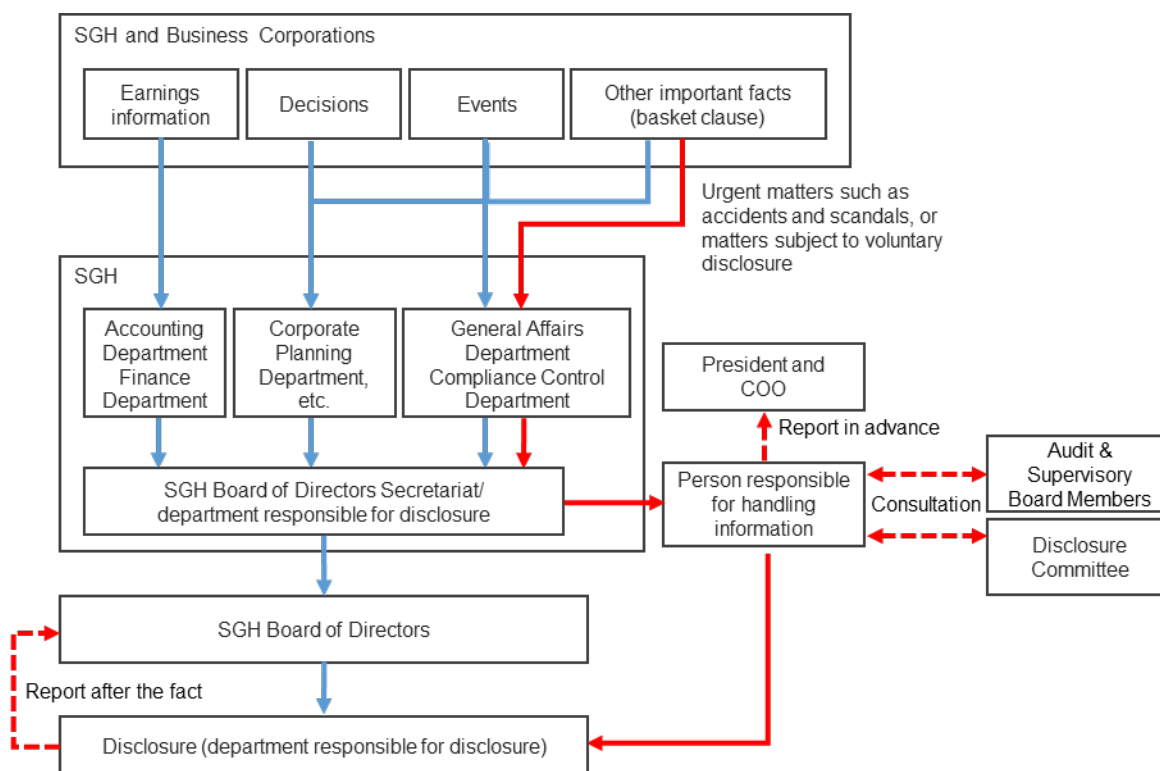 SGH and Business Corporations
Earnings
information
Decisions
Events
Other important facts
(basket clause)
Urgent matters such as
accidents and scandals, or
matters subject to voluntary
disclosure
SGH
Accounting
Department
Finance
Department
Corporate
Planning
Department,
etc.
General Affairs
Department
Compliance Control
Department
President and
COO
Report in advance
SGH Board of Directors Secretariat/
department responsible for disclosure
Person responsible
for handling
information
Consultation
Audit &
Supervisory
Board Members
Disclosure
Committee
SGH Board of Directors
Report after the fact
Disclosure (department responsible for disclosure)